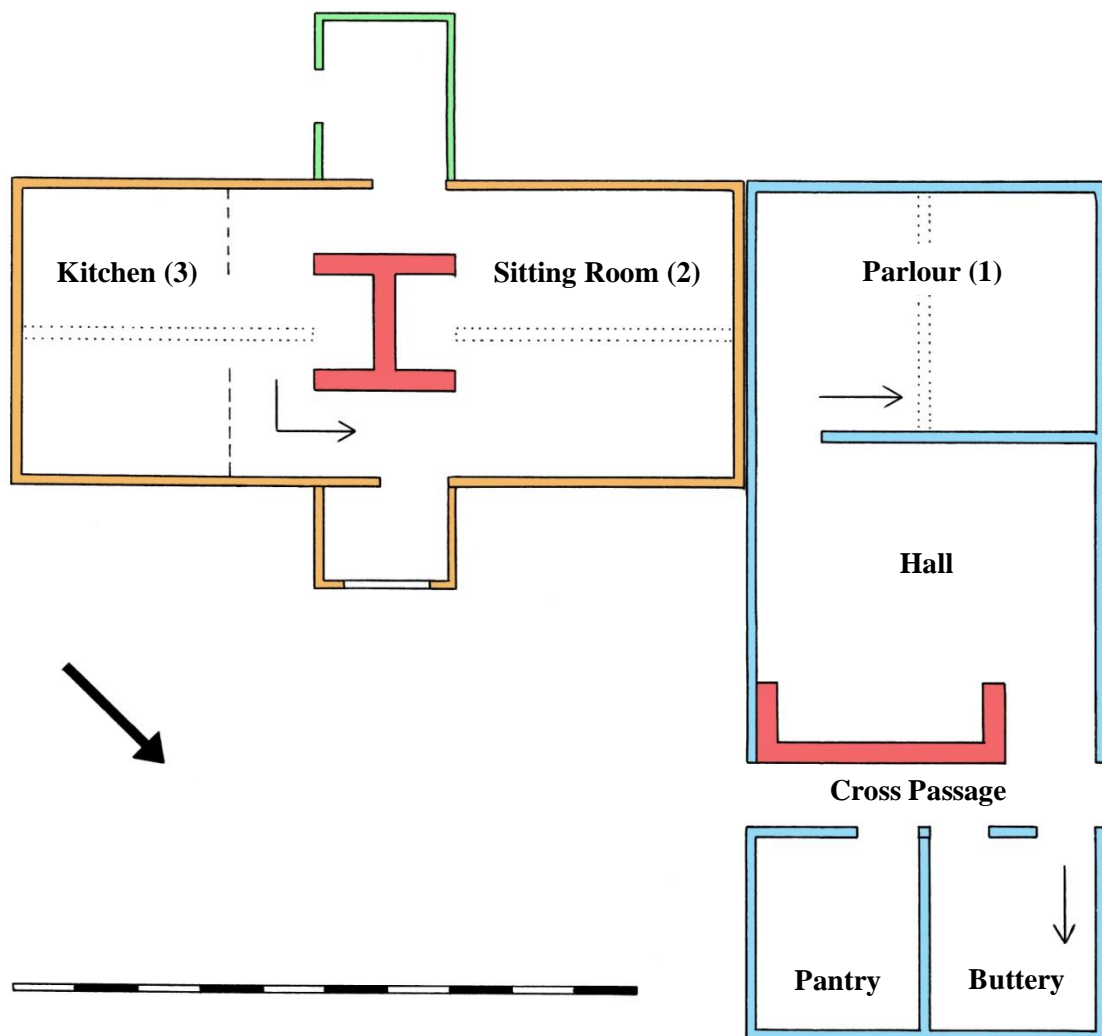 Kitchen (3)
Sitting Room (2)
Parlour (1)
Hall
Cross Passage
Pantry
Buttery